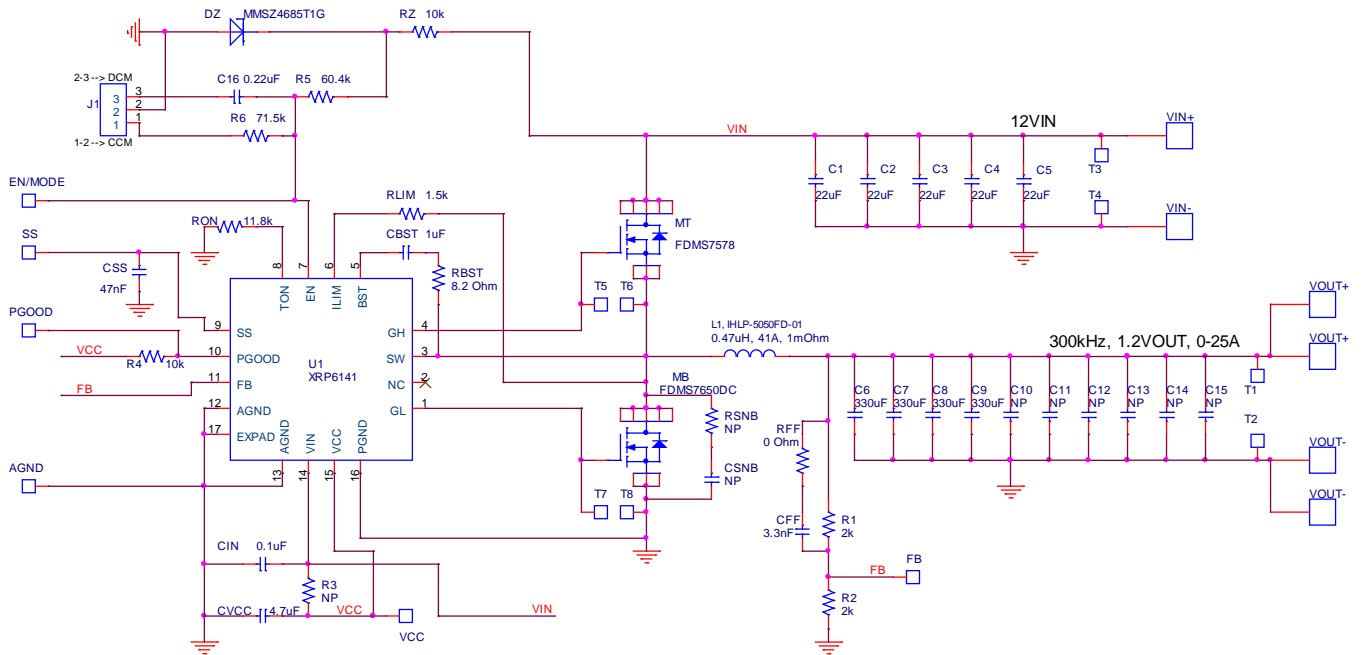 DZ MMSZ4685T1G
RZ 10k
2-3 --> DCM
C16 0.22uF
R5 60.4k
J1
3
2
1
R6 71.5k
1-2 --> CCM
VIN
12VIN
VIN+
C1
22uF
C2
22uF
C3
22uF
C4
22uF
C5
22uF
T3
T4
VIN-
EN/MODE
RLIM 1.5k
RON 11.8k
CBST 1uF
MT
FDMS7578
SS
CSS
47nF
RBST
8.2 Ohm
8
7
6
5
TON
EN
ILIM
BST
T5
T6
PGOOD
VCC
R4
10k
FB
9
SS
10
PGOOD
11
FB
12
AGND
17
EXPAD
U1
XRP6141
GH
4
SW
3
NC
2
GL
1
AGND
VIN
VCC
PGND
13
14
15
16
AGND
L1, IHLP-5050FD-01
0.47uH, 41A, 1mOhm
300kHz, 1.2VOUT, 0-25A
VOUT+
VOUT+
MB
FDMS7650DC
RSNB
NP
CSNB
NP
T7
T8
C6
330uF
C7
330uF
C8
330uF
C9
330uF
C10
NP
C11
NP
C12
NP
C13
NP
C14
NP
C15
NP
T1
T2
VOUT-
VOUT-
RFF
0 Ohm
CFF
3.3nF
R1
2k
FB
FB
R2
2k
CIN 0.1uF
R3
NP
CVCC 4.7uF
VCC
VCC
VIN